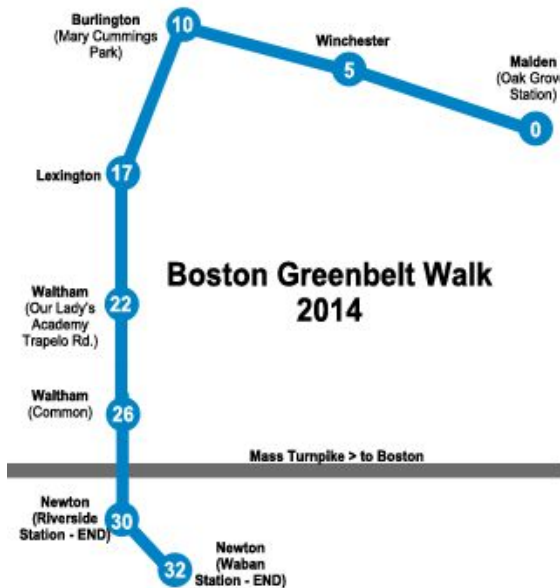 Burlington
(Mary Cummings
Park)
10
Winchester
5
Malden
(Oak Grove
Station)
0
Lexington
17
Boston Greenbelt Walk
2014
Waltham
(Our Lady's
Academy
Trapelo Rd.)
22
Waltham
(Common)
26
Mass Turnpike > to Boston
Newton
(Riverside
Station - END)
30
Newton
(Waban
Station - END)
32